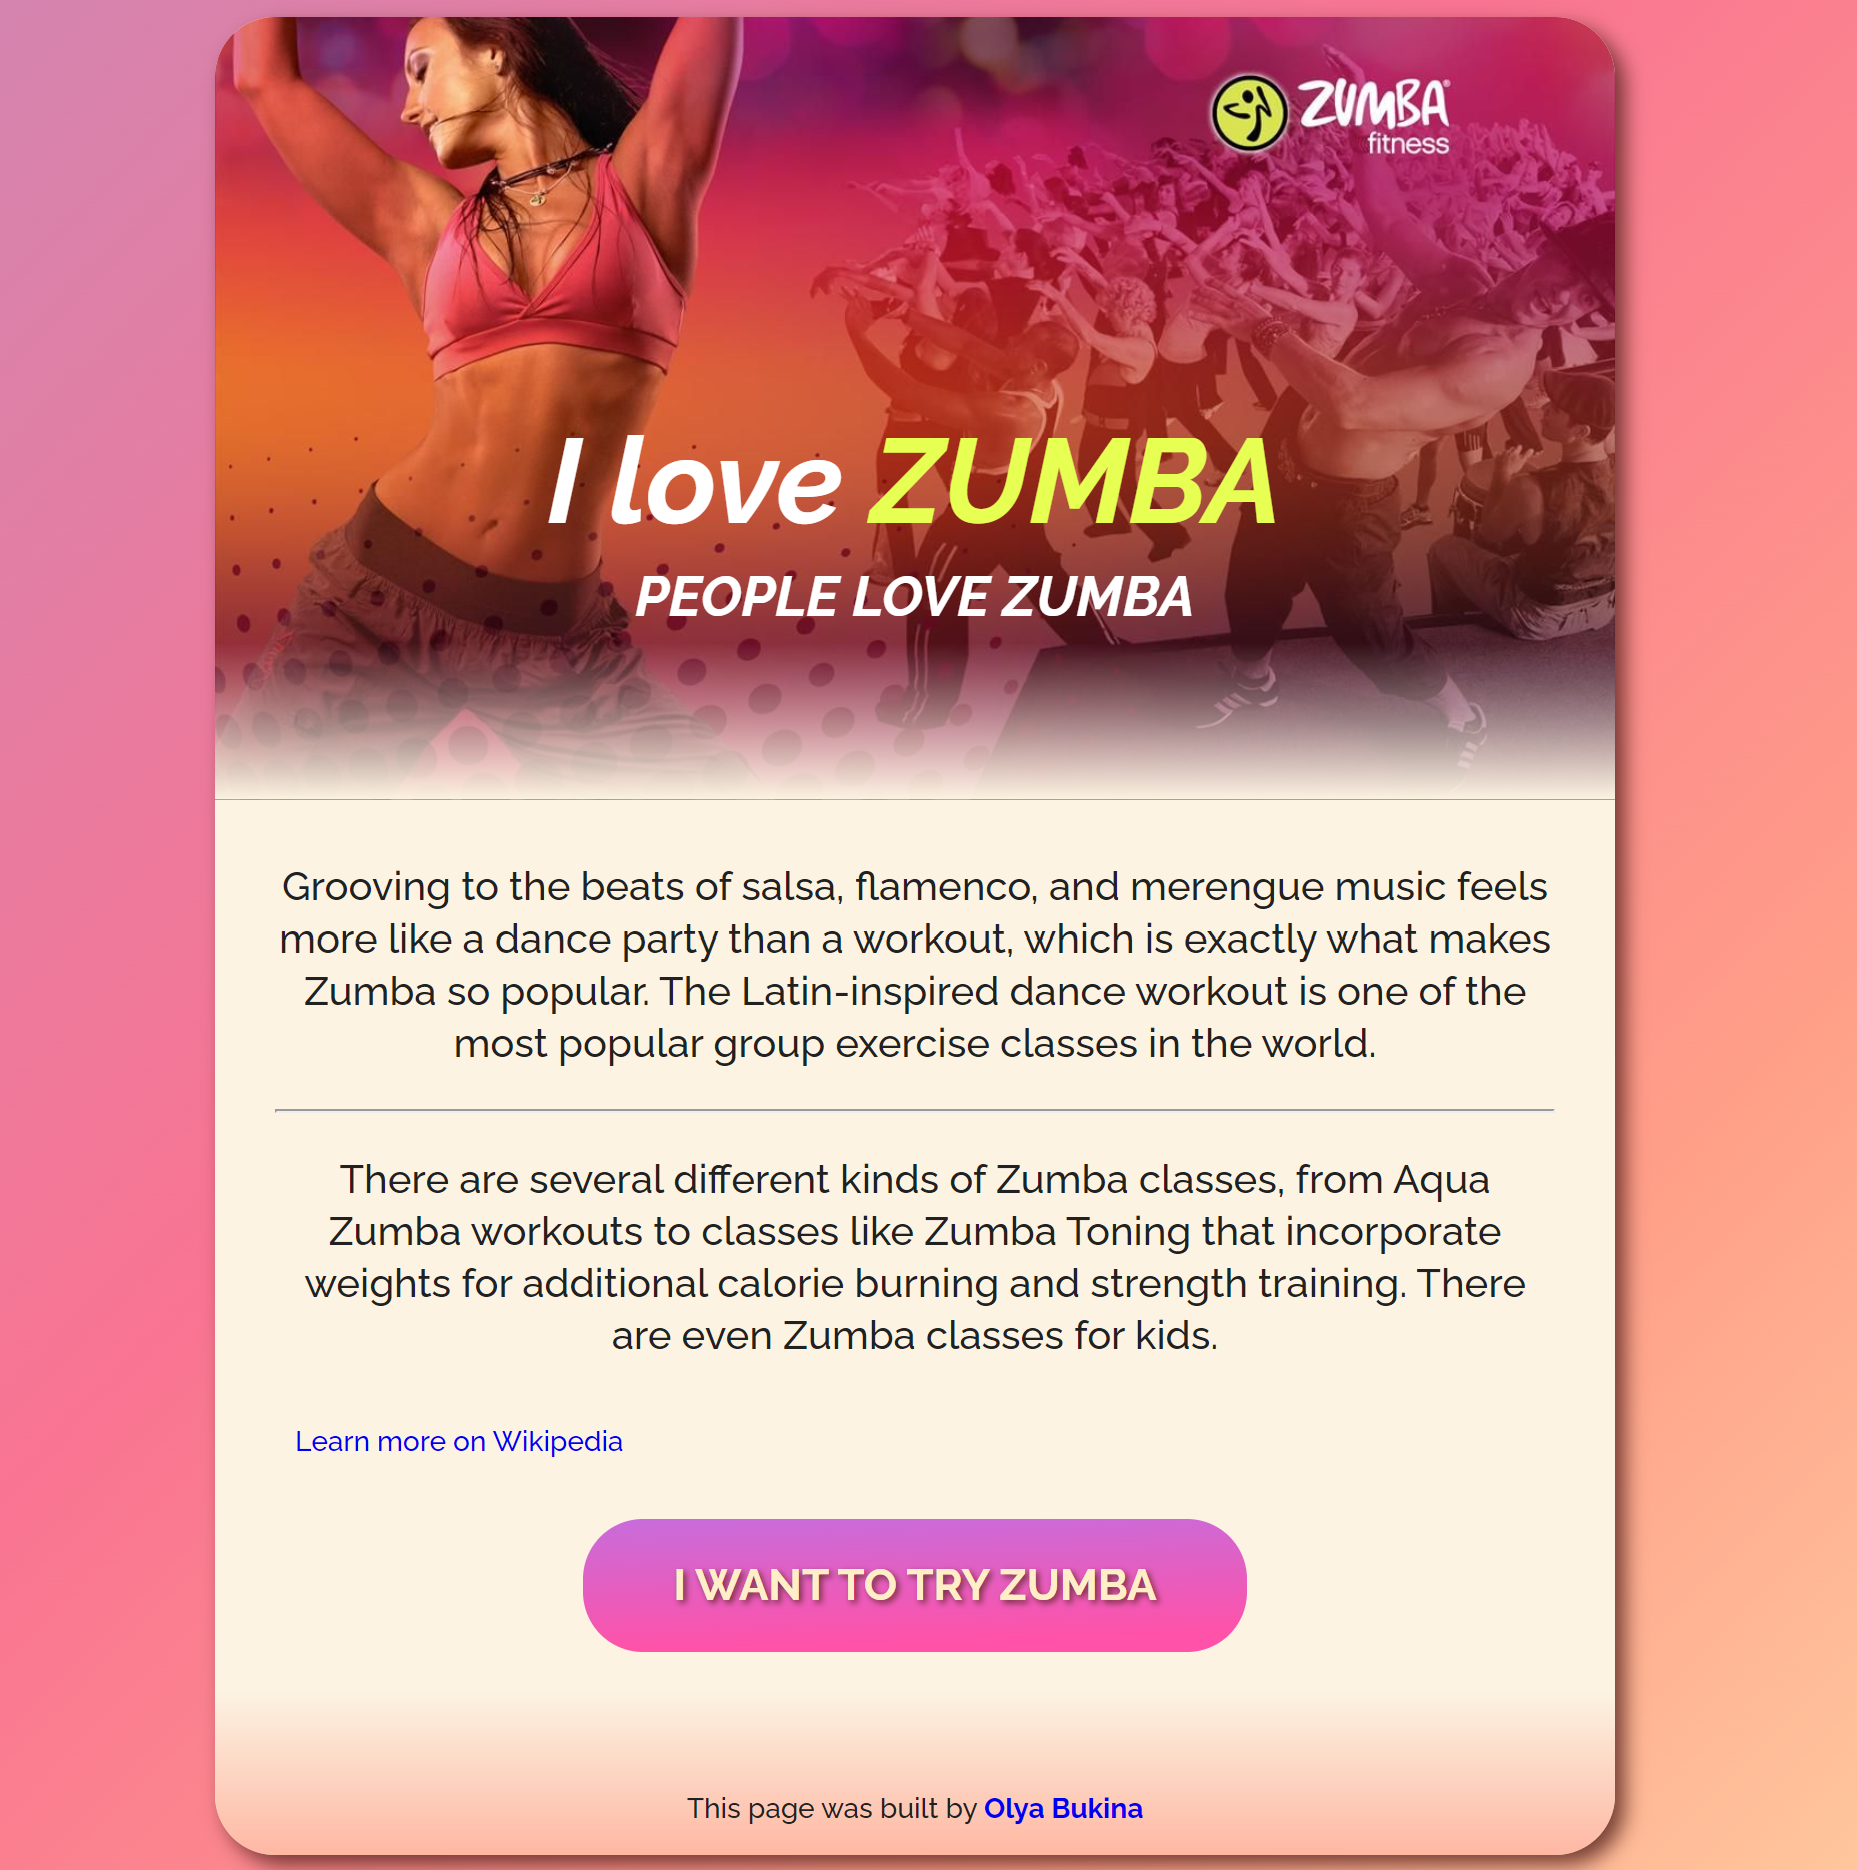 ZUMBA®
fitness
I love ZUMBA
PEOPLE LOVE ZUMBA
Grooving to the beats of salsa, flamenco, and merengue music feels
more like a dance party than a workout, which is exactly what makes
Zumba so popular. The Latin-inspired dance workout is one of the
most popular group exercise classes in the world.
There are several different kinds of Zumba classes, from Aqua
Zumba workouts to classes like Zumba Toning that incorporate
weights for additional calorie burning and strength training. There
are even Zumba classes for kids.
Learn more on Wikipedia
I WANT TO TRY ZUMBA
This page was built by Olya Bukina